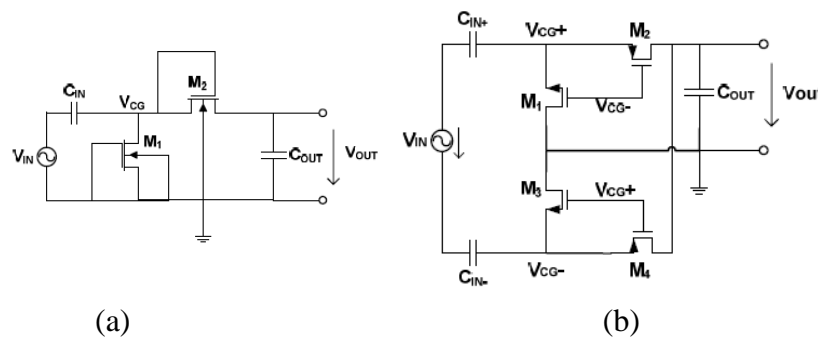 CIN
VCG
M2
M1
VIN
COUT
VOUT
(a)
CIN+
VCG+
M2
M1
VCG-
COUT
Vou
VIN
M3
VCG+
CIN-
VCG-
M4
(b)